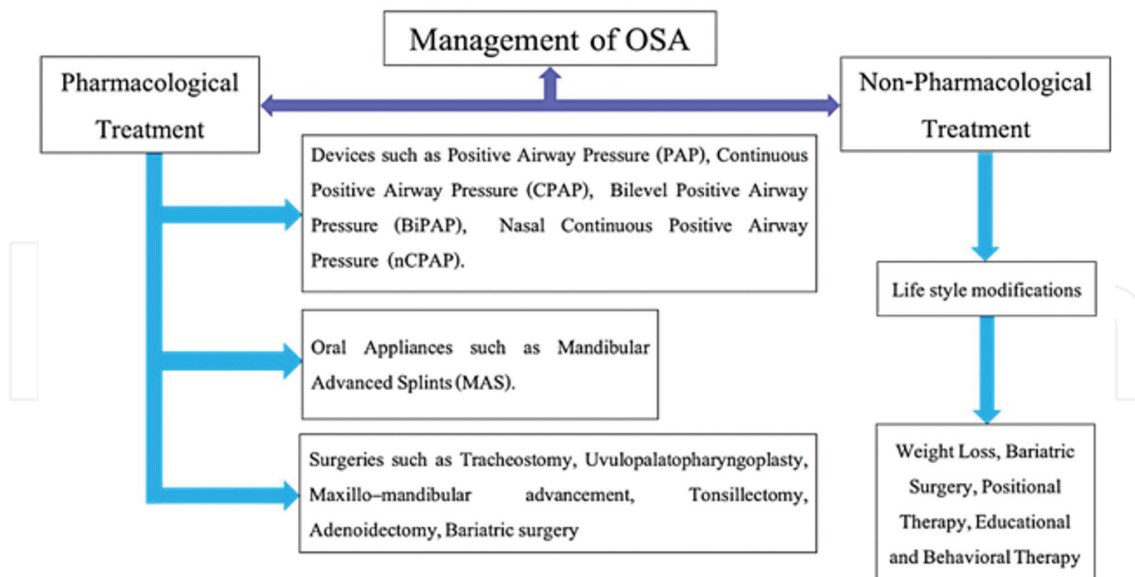 Management of OSA
Pharmacological
Treatment
Non-Pharmacological
Treatment
Devices such as Positive Airway Pressure (PAP), Continuous
Positive Airway Pressure (CPAP), Bilevel Positive Airway
Pressure (BiPAP), Nasal Continuous Positive Airway
Pressure (nCPAP).
Oral Appliances such as Mandibular
Advanced Splints (MAS).
Surgeries such as Tracheostomy, Uvulopalatopharyngoplasty,
Maxillo–mandibular advancement, Tonsillectomy,
Adenoidectomy, Bariatric surgery
Life style modifications
Weight Loss, Bariatric
Surgery, Positional
Therapy, Educational
and Behavioral Therapy